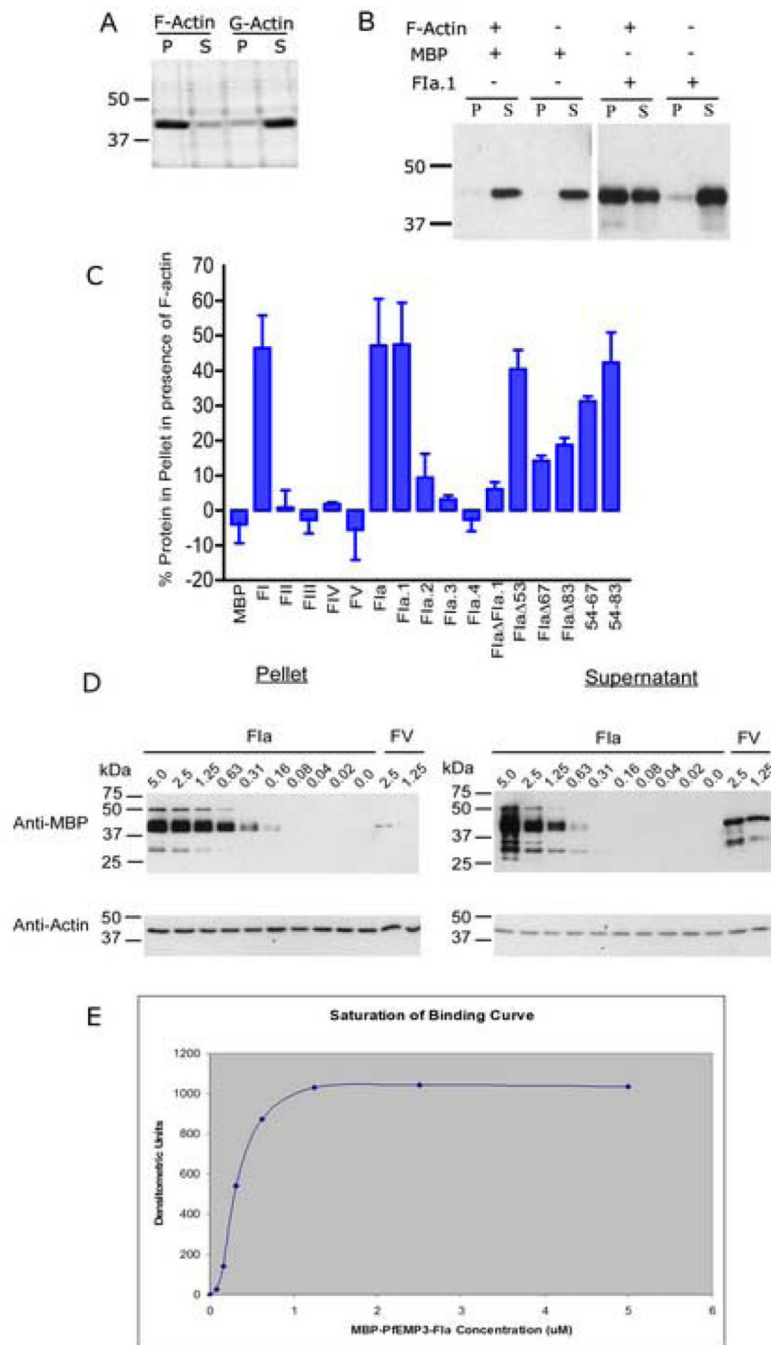 A
F-Actin G-Actin
P S P S
50
37
B
F-Actin + - + -
MBP + + - -
FIa.1 - - + +
P S P S P S P S
50
37
C
% Protein in Pellet in presence of F-actin
70
60
50
40
30
20
10
0
-10
-20
MBP
FI
FII
FIII
FIV
FV
FIa
FIa.1
FIa.2
FIa.3
FIa.4
FIaΔFIa.1
FIaΔ53
FIaΔ67
FIaΔ83
54-67
54-83
D
Pellet
FIa FV
kDa 5.0 2.5 1.25 0.63 0.31 0.16 0.08 0.04 0.02 0.0 2.5 1.25
75
50
Anti-MBP
37
25
50
Anti-Actin
37
Supernatant
FIa FV
kDa 5.0 2.5 1.25 0.63 0.31 0.16 0.08 0.04 0.02 0.0 2.5 1.25
75
50
37
25
50
37
E
Saturation of Binding Curve
Densitometric Units
1200
1000
800
600
400
200
0
0 1 2 3 4 5 6
MBP-PfEMP3-FIa Concentration (uM)